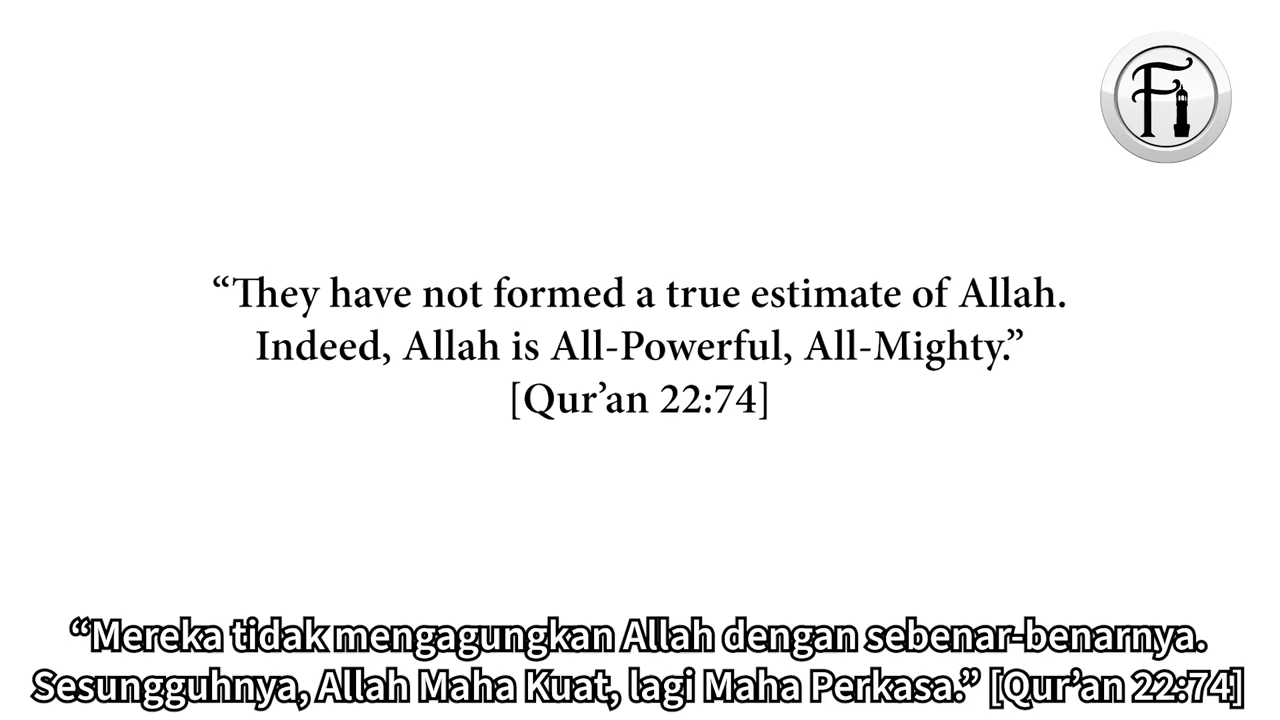 Fi
“They have not formed a true estimate of Allah.
Indeed, Allah is All-Powerful, All-Mighty.”
[Qur’an 22:74]
“Mereka tidak mengagungkan Allah dengan sebenar-benarnya.
Sesungguhnya, Allah Maha Kuat, lagi Maha Perkasa.” [Qur’an 22:74]